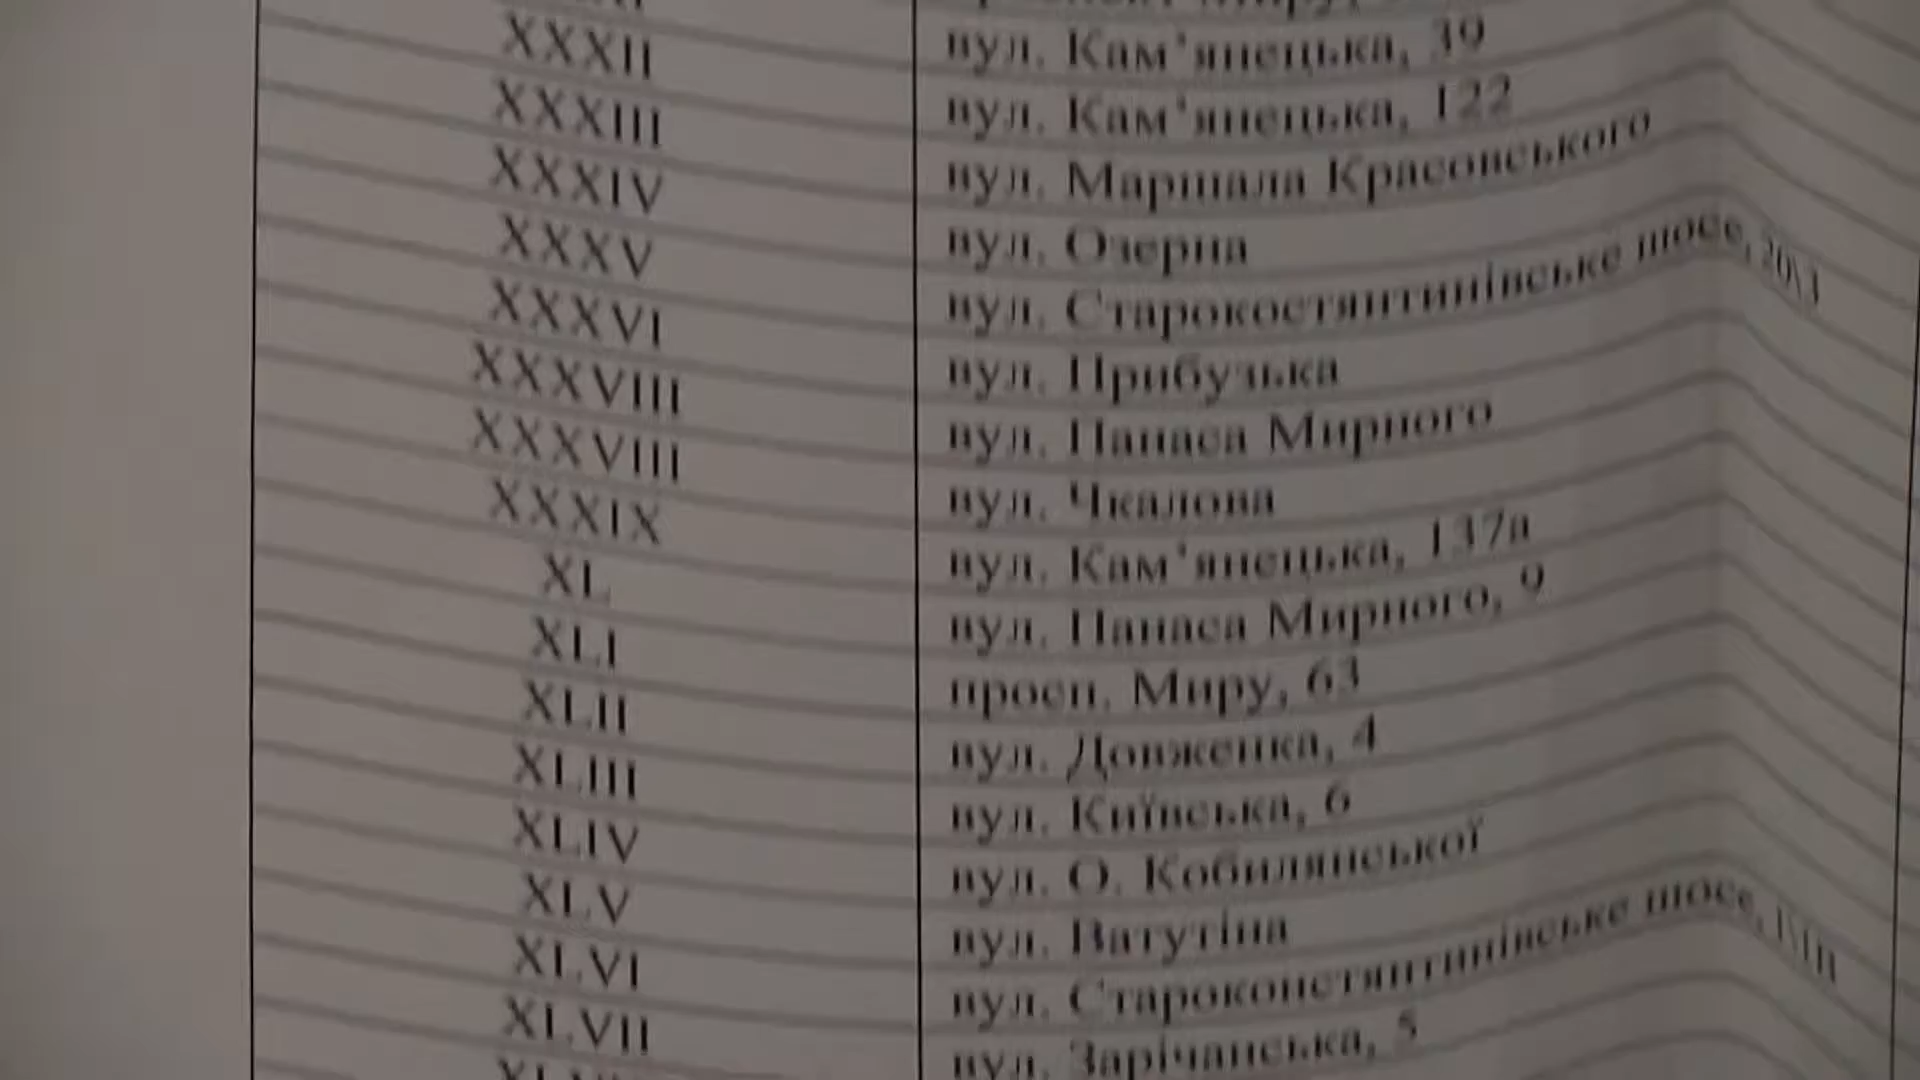 XXXII вул. Кам'янецька, 39
XXXIII вул. Кам'янецька, 122
XXXIV вул. Маршала Красовського
XXXV вул. Озерна
XXXVI вул. Старокостянтинівське шосе, 20\1
XXXVIII вул. Прибузька
XXXVIII вул. Панаса Мирного
XXXIX вул. Чкалова
XL вул. Кам'янецька, 137а
XLI вул. Панаса Мирного, 9
XLII просп. Миру, 63
XLIII вул. Довженка, 4
XLIV вул. Київська, 6
XLV вул. О. Кобилянської
XLVI вул. Ватутіна
XLVII вул. Староконстянтинівське шосе,
вул. Зарічанська, 5